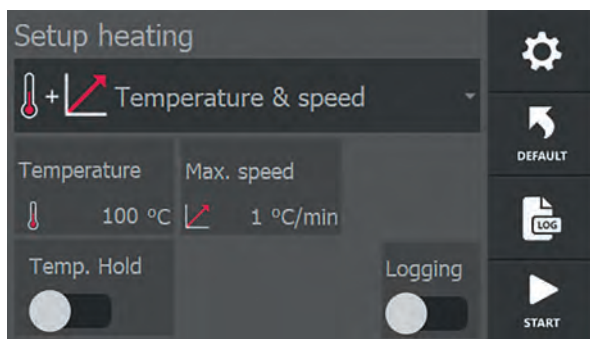 Setup heating
+ Temperature & speed
Temperature
Max. speed
100 °C
1 °C/min
Temp. Hold
Logging
DEFAULT
LOG
START